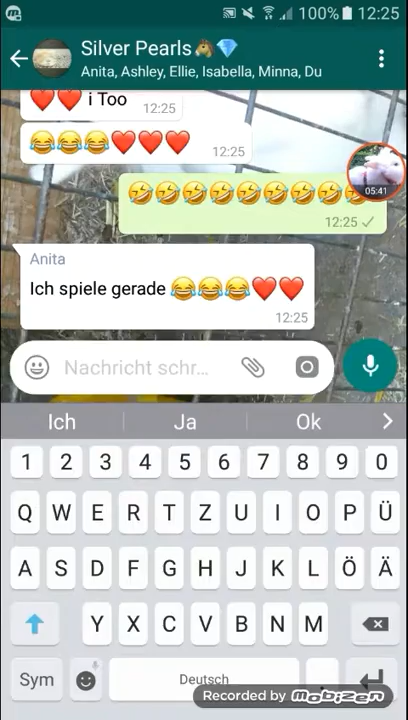 100% 12:25
Silver Pearls🐴💎
Anita, Ashley, Ellie, Isabella, Minna, Du
❤️❤️ i Too
12:25
😂😂😂❤️❤️❤️
12:25
05:41
12:25
Anita
Ich spiele gerade 😂😂😂❤️❤️
12:25
Nachricht schr...
Ich Ja Ok
1 2 3 4 5 6 7 8 9 0
Q W E R T Z U I O P Ü
A S D F G H J K L Ö Ä
Y X C V B N M
Sym Deutsch .
Recorded by mobizen